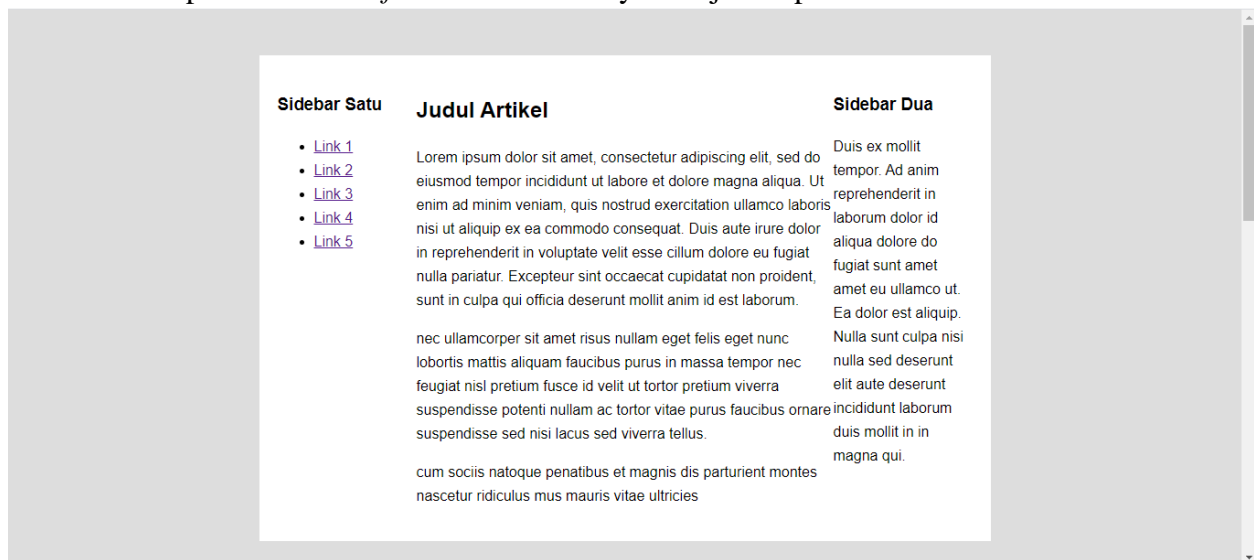 Sidebar Satu
Link 1
Link 2
Link 3
Link 4
Link 5
Judul Artikel
Lorem ipsum dolor sit amet, consectetur adipiscing elit, sed do
eiusmod tempor incididunt ut labore et dolore magna aliqua. Ut
enim ad minim veniam, quis nostrud exercitation ullamco laboris
nisi ut aliquip ex ea commodo consequat. Duis aute irure dolor
in reprehenderit in voluptate velit esse cillum dolore eu fugiat
nulla pariatur. Excepteur sint occaecat cupidatat non proident,
sunt in culpa qui officia deserunt mollit anim id est laborum.
nec ullamcorper sit amet risus nullam eget felis eget nunc
lobortis mattis aliquam faucibus purus in massa tempor nec
feugiat nisl pretium fusce id velit ut tortor pretium viverra
suspendisse potenti nullam ac tortor vitae purus faucibus ornare
suspendisse sed nisi lacus sed viverra tellus.
cum sociis natoque penatibus et magnis dis parturient montes
nascetur ridiculus mus mauris vitae ultricies
Sidebar Dua
Duis ex mollit
tempor. Ad anim
reprehenderit in
laborum dolor id
aliqua dolore do
fugiat sunt amet
amet eu ullamco ut.
Ea dolor est aliquip.
Nulla sunt culpa nisi
nulla sed deserunt
elit aute deserunt
incididunt laborum
duis mollit in in
magna qui.